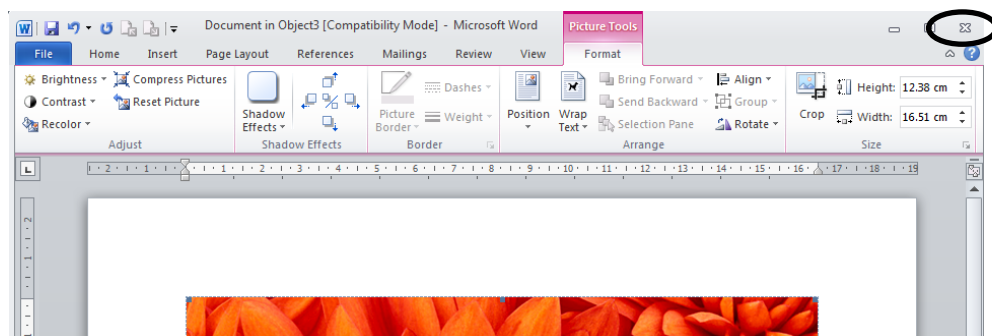 W Document in Object3 [Compatibility Mode] - Microsoft Word Picture Tools
File Home Insert Page Layout References Mailings Review View Format
Brightness Compress Pictures
Contrast Reset Picture
Recolor
Adjust
Shadow
Effects
Shadow Effects
Picture
Border
Dashes
Weight
Border
Position
Wrap
Text
Bring Forward
Send Backward
Selection Pane
Align
Group
Rotate
Arrange
Crop
Height: 12.38 cm
Width: 16.51 cm
Size
L
2 1 1 2 3 4 5 6 7 8 9 10 11 12 13 14 15 16 17 18 19
2
1